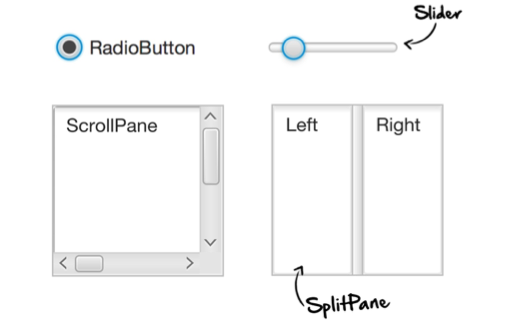 Slider
RadioButton
ScrollPane
Left
Right
SplitPane